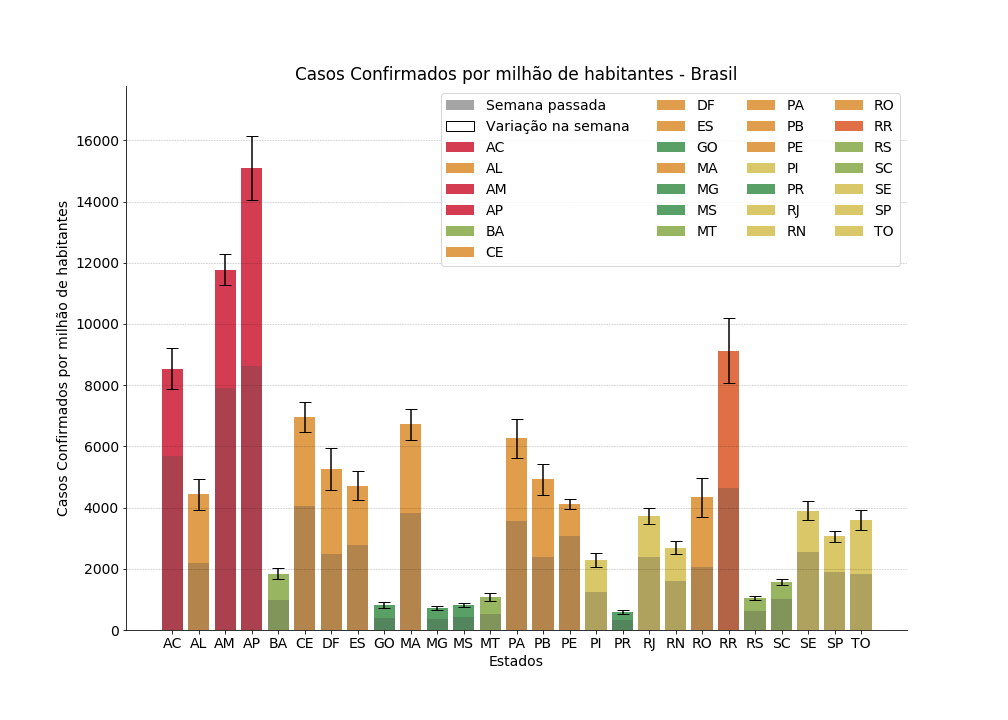 Casos Confirmados por milhão de habitantes - Brasil
Casos Confirmados por milhão de habitantes
16000
14000
12000
10000
8000
6000
4000
2000
0
Semana passada
Variação na semana
AC
AL
AM
AP
BA
CE
DF
ES
GO
MA
MG
MS
MT
PA
PB
PE
PI
PR
RJ
RN
RO
RR
RS
SC
SE
SP
TO
AC AL AM AP BA CE DF ES GO MA MG MS MT PA PB PE PI PR RJ RN RO RR RS SC SE SP TO
Estados